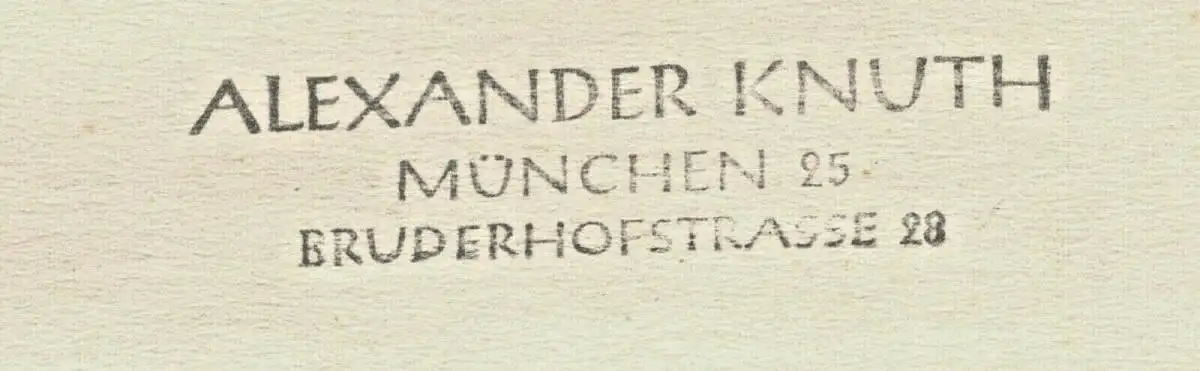 ALEXANDER KNUTH
MÜNCHEN 25
BRUDERHOFSTRASSE 28